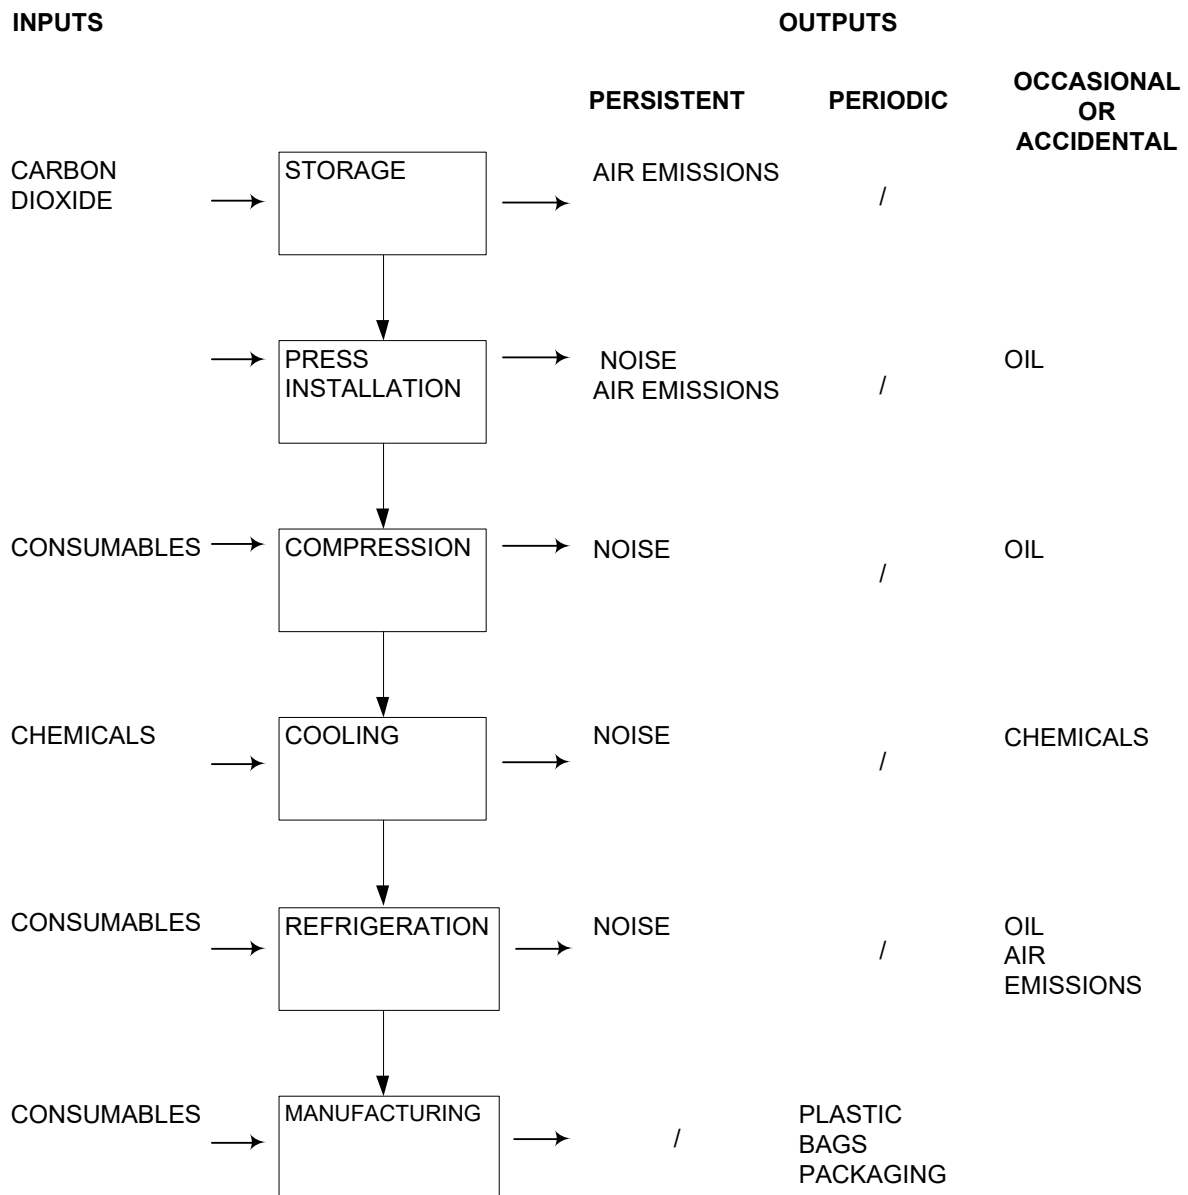 INPUTS
OUTPUTS
PERSISTENT
PERIODIC
OCCASIONAL
OR
ACCIDENTAL
CARBON
DIOXIDE
STORAGE
AIR EMISSIONS
/
PRESS
INSTALLATION
NOISE
AIR EMISSIONS
/
OIL
CONSUMABLES
COMPRESSION
NOISE
/
OIL
CHEMICALS
COOLING
NOISE
/
CHEMICALS
CONSUMABLES
REFRIGERATION
NOISE
/
OIL
AIR
EMISSIONS
CONSUMABLES
MANUFACTURING
/
PLASTIC
BAGS
PACKAGING